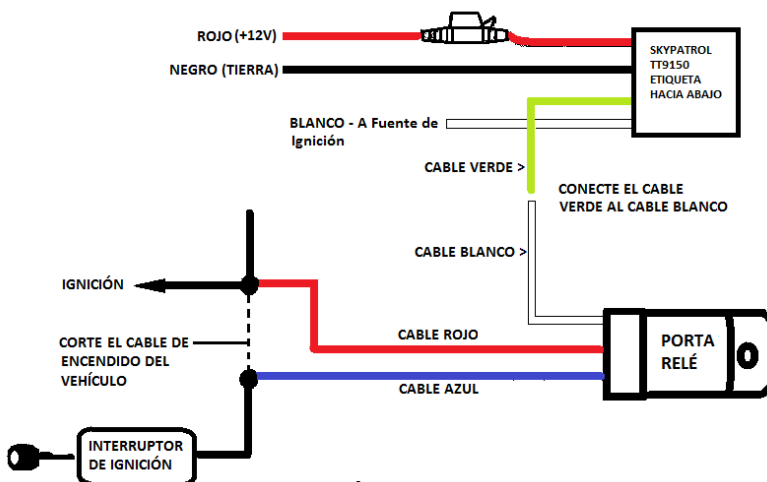 ROJO (+12V)
SKYPATROL
TT9150
ETIQUETA
HACIA ABAJO
NEGRO (TIERRA)
BLANCO - A Fuente de
Ignición
CABLE VERDE >
CONECTE EL CABLE
VERDE AL CABLE BLANCO
CABLE BLANCO >
IGNICIÓN
CABLE ROJO
PORTA
RELÉ
CORTE EL CABLE DE
ENCENDIDO DEL
VEHÍCULO
CABLE AZUL
INTERRUPTOR
DE IGNICIÓN